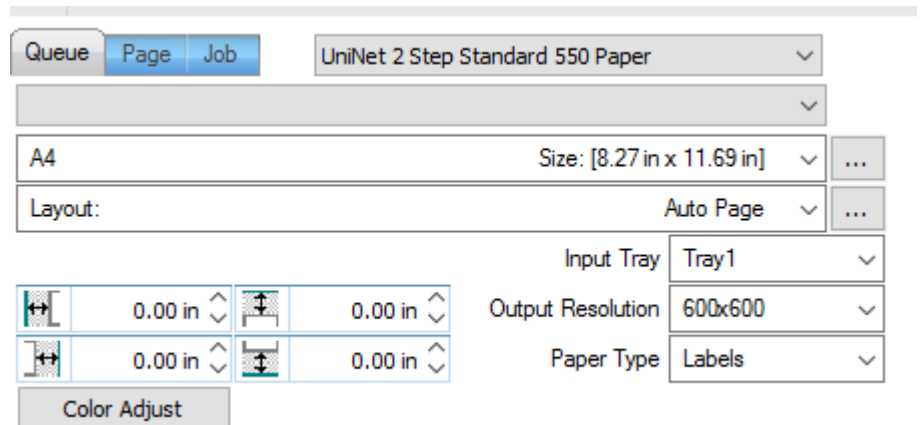 Queue Page Job UniNet 2 Step Standard 550 Paper
A4 Size: [8.27 in x 11.69 in] ...
Layout: Auto Page ...
Input Tray Tray1
0.00 in 0.00 in Output Resolution 600x600
0.00 in 0.00 in Paper Type Labels
Color Adjust